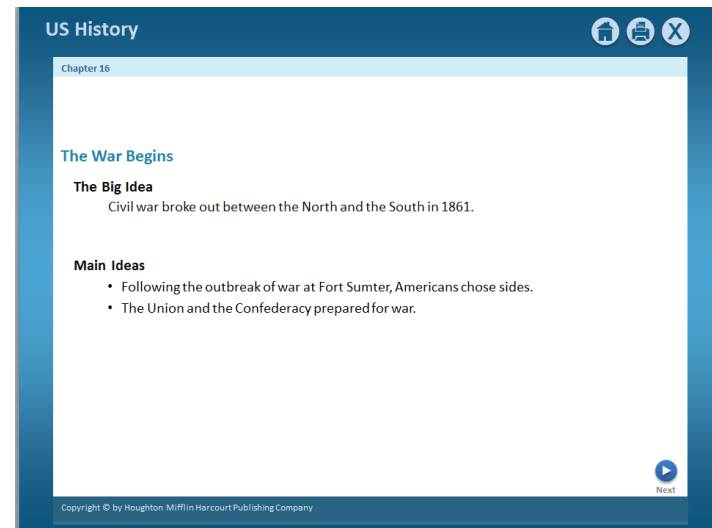 US History
X
Chapter 16
The War Begins
The Big Idea
Civil war broke out between the North and the South in 1861.
Main Ideas
• Following the outbreak of war at Fort Sumter, Americans chose sides.
• The Union and the Confederacy prepared for war.
Next
Copyright © by Houghton Mifflin Harcourt Publishing Company